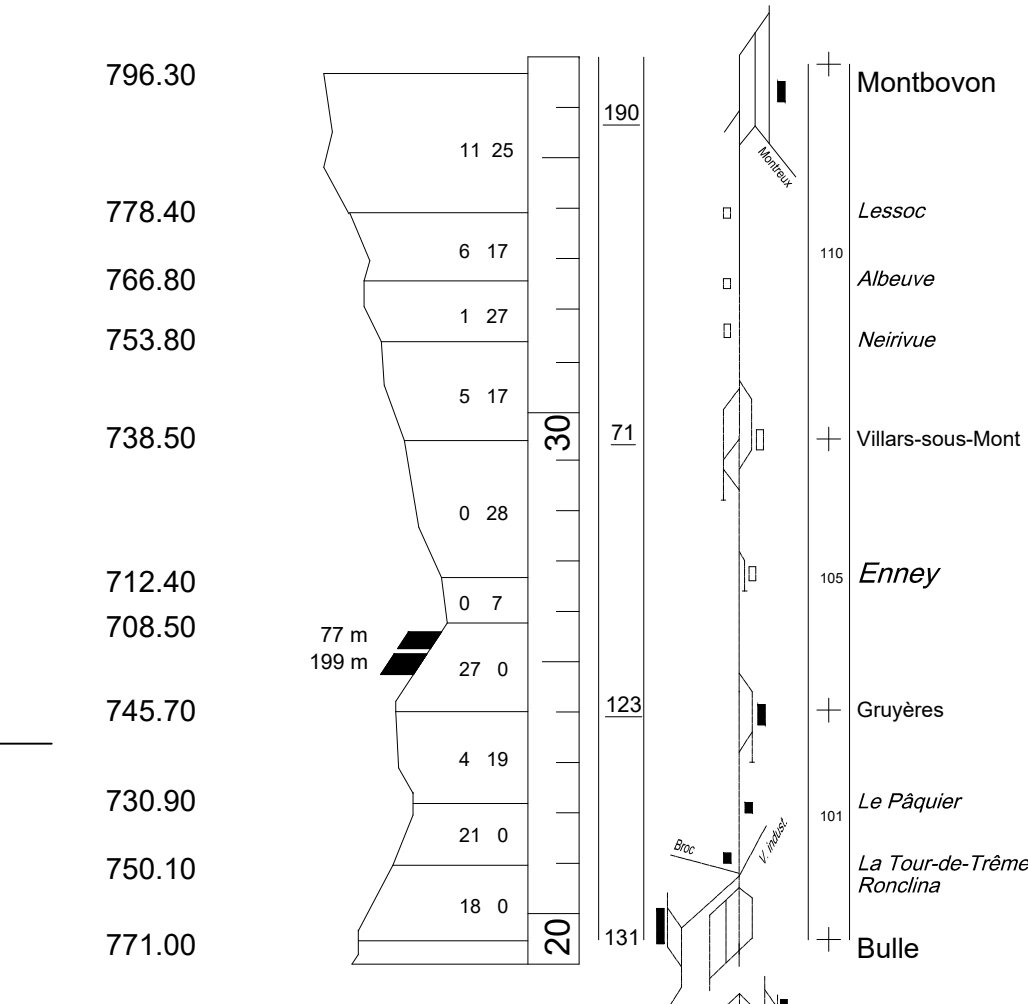 796.30 Montbovon
190
11 25
Montreux
778.40 Lessoc
6 17 110
766.80 Albeuve
1 27
753.80 Neirivue
5 17
738.50 30 71 Villars-sous-Mont
0 28
712.40 105 Enney
0 7
708.50
77 m
199 m
27 0
745.70 123 Gruyères
4 19
730.90 Le Pâquier
101
21 0 Broc V. indust.
750.10 La Tour-de-Trême
Ronclina
18 0
771.00 20 131 Bulle